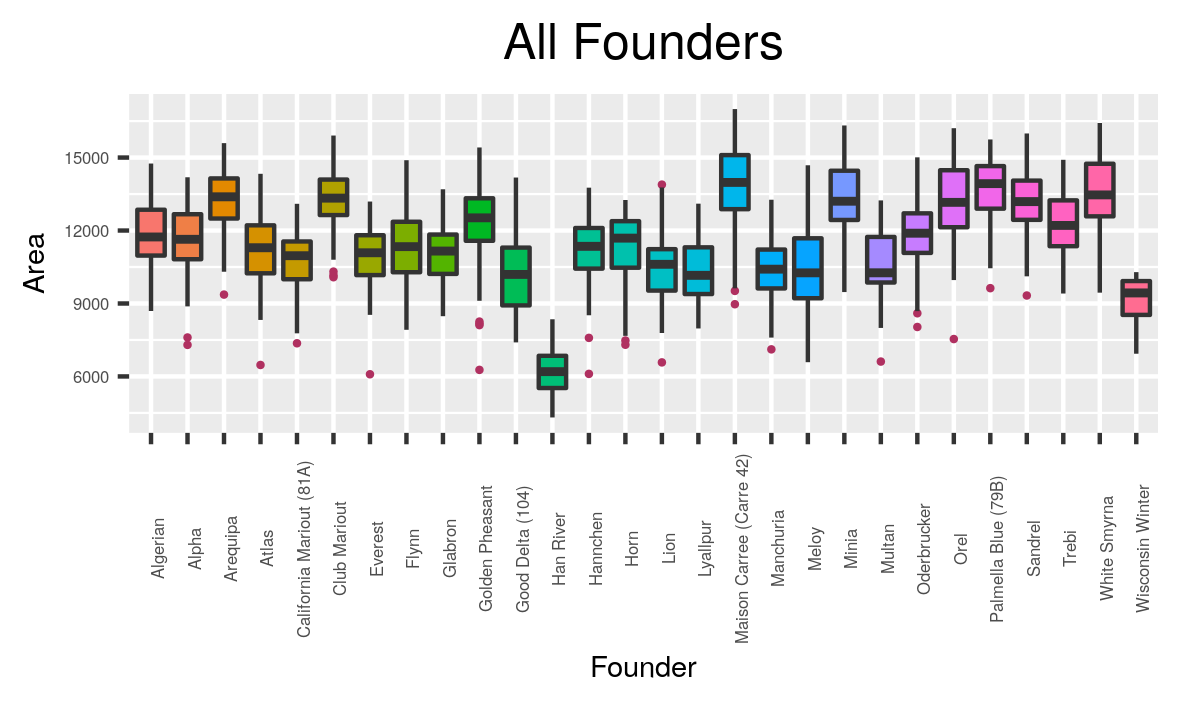 All Founders
Area
15000
12000
9000
6000
Algerian
Alpha
Arequipa
Atlas
California Mariout (81A)
Club Mariout
Everest
Flynn
Glabron
Golden Pheasant
Good Delta (104)
Han River
Hannchen
Horn
Lion
Lyallpur
Maison Carree (Carre 42)
Manchuria
Meloy
Minia
Multan
Oderbrucker
Orel
Palmella Blue (79B)
Sandrel
Trebi
White Smyrna
Wisconsin Winter
Founder